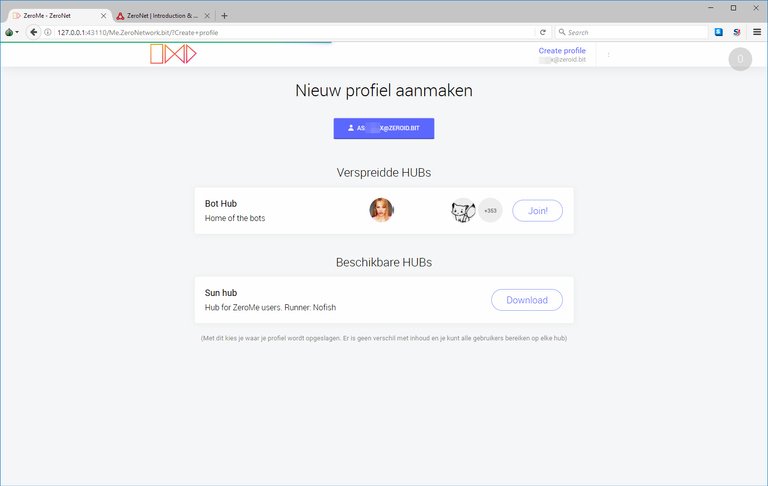 ZeroMe - ZeroNet
ZeroNet | Introduction & ...
127.0.0.1:43110/Me.ZeroNetwork.bit/?Create+profile
Search
Create profile
x@zeroid.bit
0
Nieuw profiel aanmaken
AS X@ZEROID.BIT
Verspreidde HUBs
Bot Hub
Home of the bots
+353
Join!
Beschikbare HUBs
Sun hub
Hub for ZeroMe users. Runner: Nofish
Download
(Met dit kies je waar je profiel wordt opgeslagen. Er is geen verschil met inhoud en je kunt alle gebruikers bereiken op elke hub)